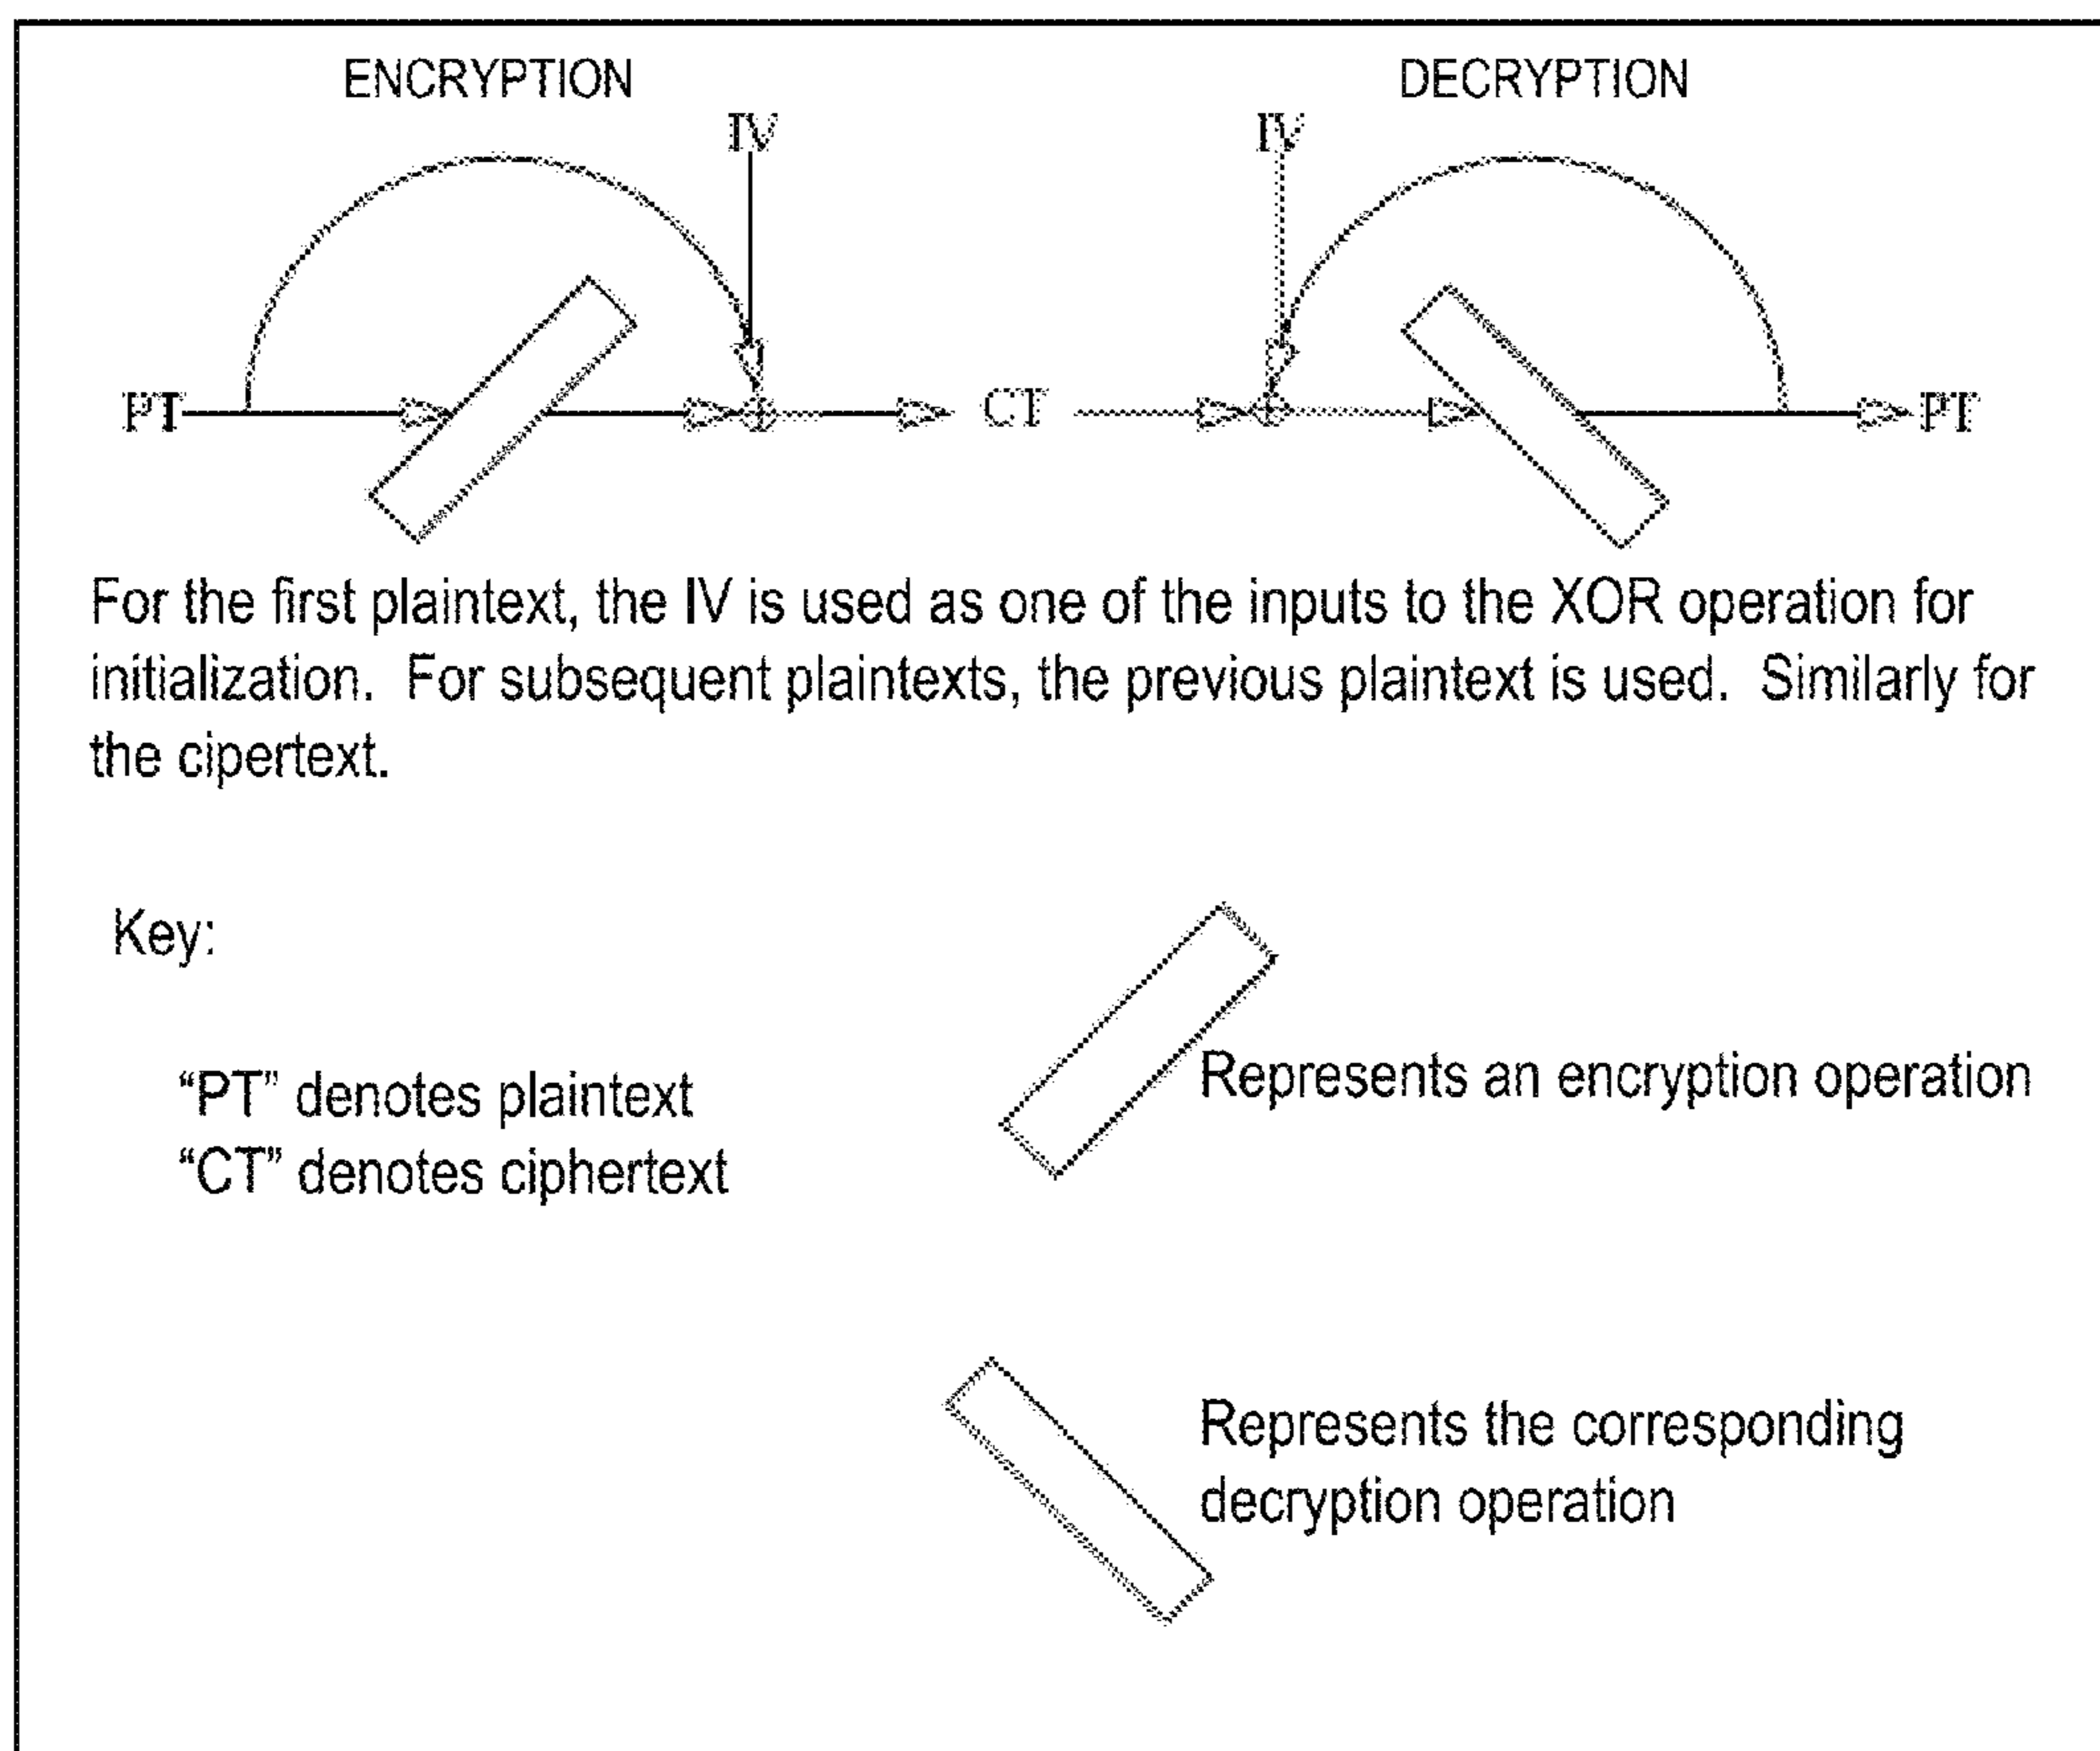 ENCRYPTION
DECRYPTION
IV
IV
PT
CT
PT
For the first plaintext, the IV is used as one of the inputs to the XOR operation for
initialization. For subsequent plaintexts, the previous plaintext is used. Similarly for
the cipertext.
Key:
“PT” denotes plaintext
“CT” denotes ciphertext
Represents an encryption operation
Represents the corresponding
decryption operation